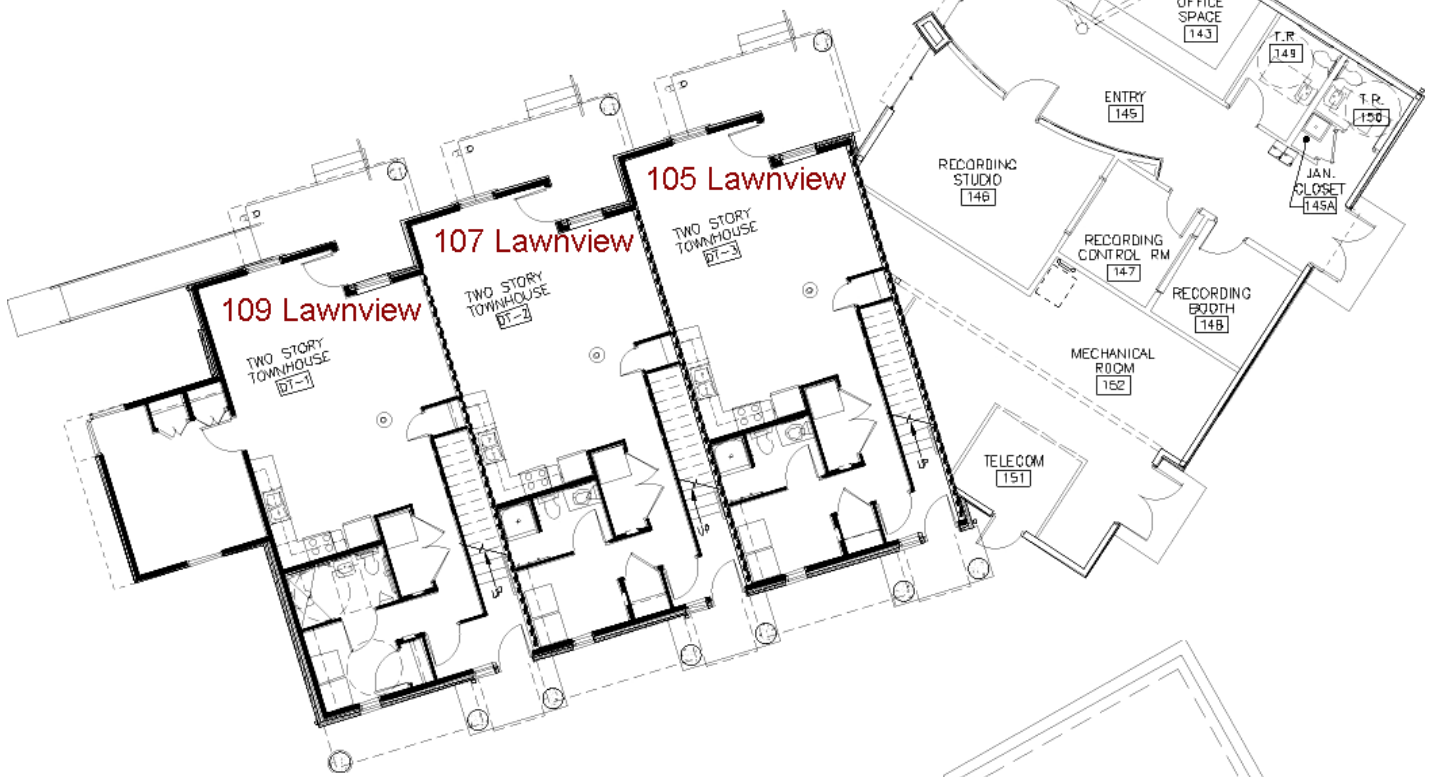 OFFICE
SPACE
143
T.R.
149
T.R.
150
ENTRY
145
JAN.
CLOSET
145A
RECORDING
STUDIO
146
RECORDING
CONTROL RM
147
RECORDING
BOOTH
148
MECHANICAL
ROOM
152
TELECOM
151
105 Lawnview
TWO STORY
TOWNHOUSE
DT-3
UP
107 Lawnview
TWO STORY
TOWNHOUSE
DT-2
UP
109 Lawnview
TWO STORY
TOWNHOUSE
DT-1
UP